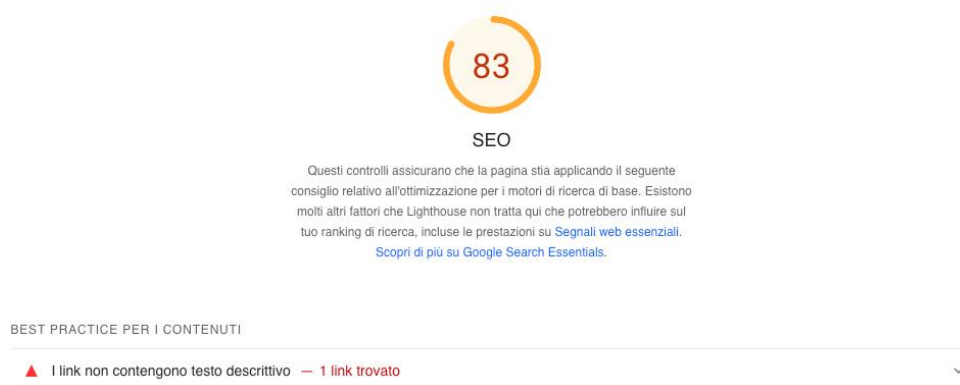 83
SEO
Questi controlli assicurano che la pagina stia applicando il seguente
consiglio relativo all'ottimizzazione per i motori di ricerca di base. Esistono
molti altri fattori che Lighthouse non tratta qui che potrebbero influire sul
tuo ranking di ricerca, incluse le prestazioni su Segnali web essenziali.
Scopri di più su Google Search Essentials.
BEST PRACTICE PER I CONTENUTI
I link non contengono testo descrittivo — 1 link trovato